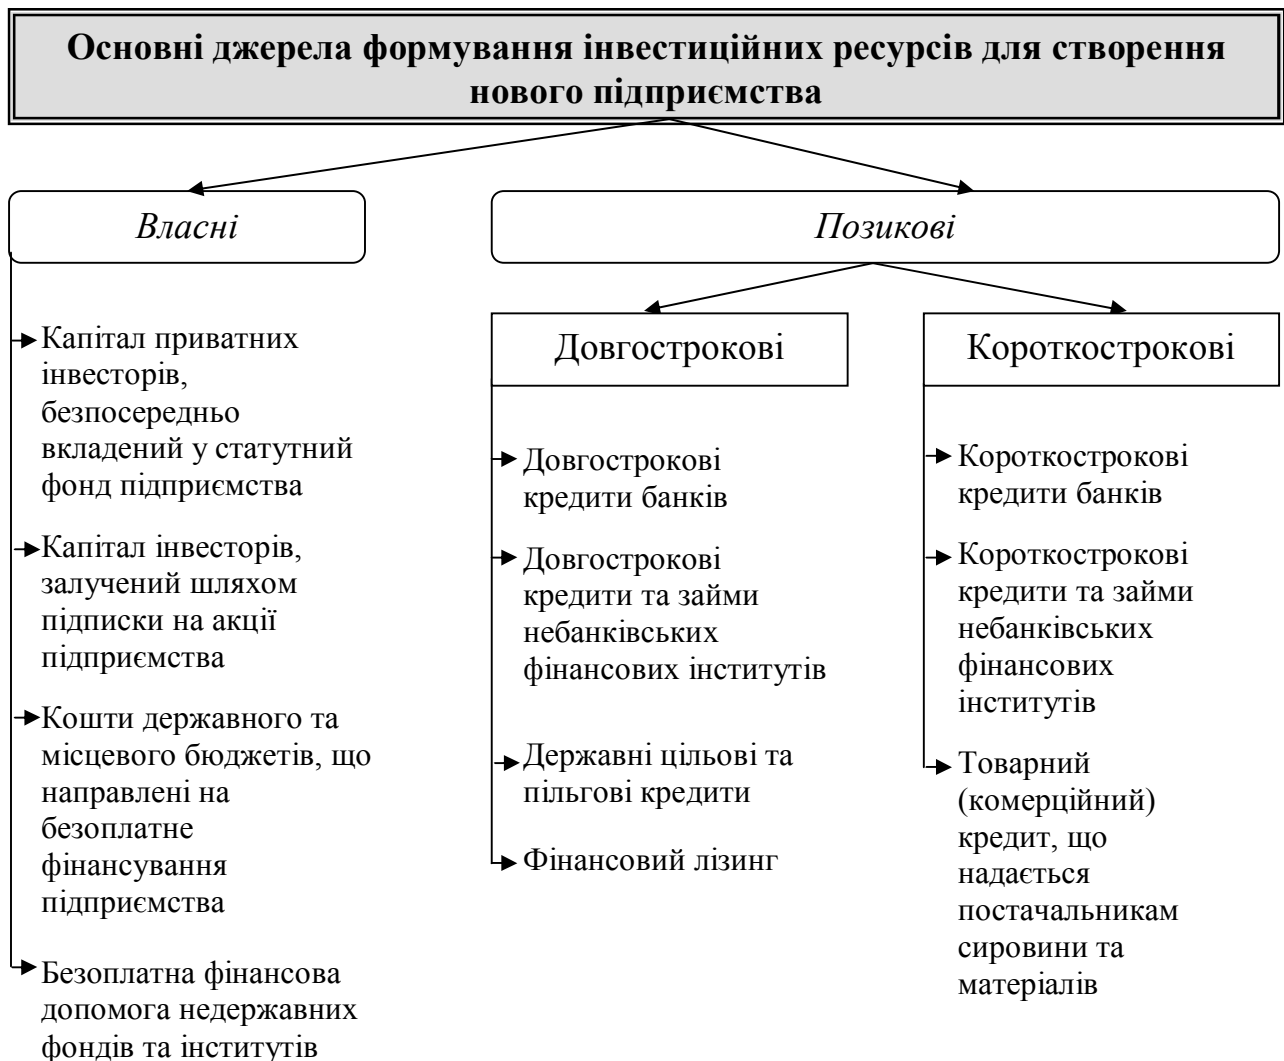 Основні джерела формування інвестиційних ресурсів для створення
нового підприємства
Власні
Позикові
Капітал приватних
інвесторів,
безпосередньо
вкладений у статутний
фонд підприємства
Капітал інвесторів,
залучений шляхом
підписки на акції
підприємства
Кошти державного та
місцевого бюджетів, що
направлені на
безоплатне
фінансування
підприємства
Безоплатна фінансова
допомога недержавних
фондів та інститутів
Довгострокові
Довгострокові
кредити банків
Довгострокові
кредити та займи
небанківських
фінансових інститутів
Державні цільові та
пільгові кредити
Фінансовий лізинг
Короткострокові
Короткострокові
кредити банків
Короткострокові
кредити та займи
небанківських
фінансових
інститутів
Товарний
(комерційний)
кредит, що
надається
постачальникам
сировини та
матеріалів